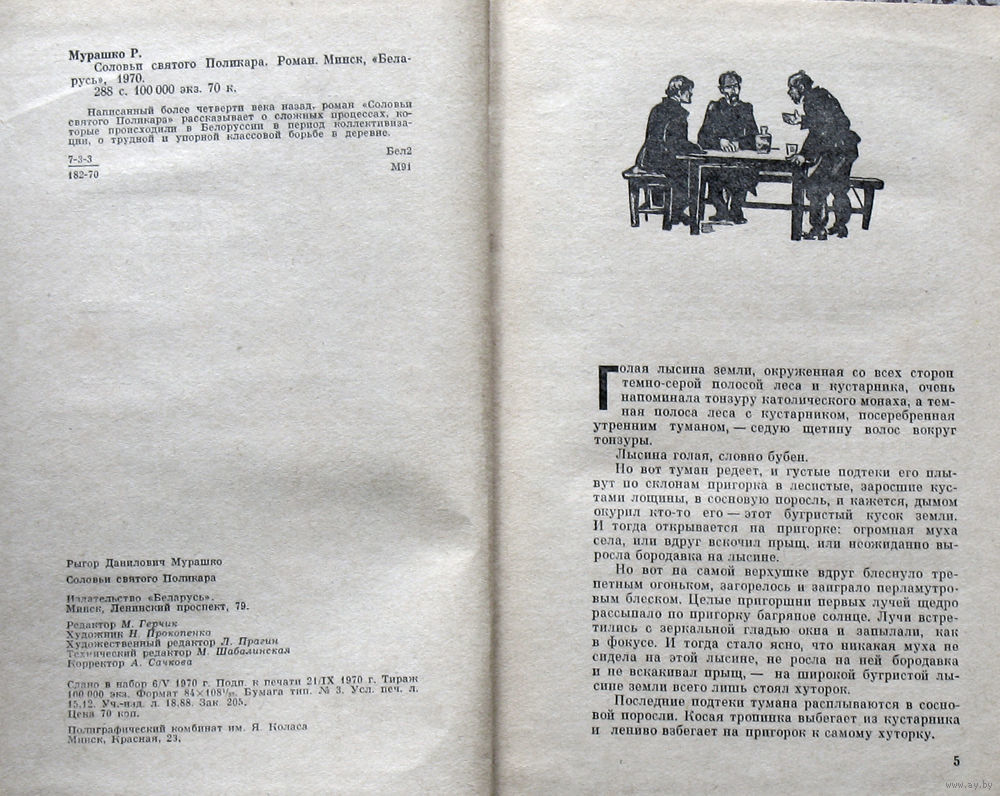 Мурашко Р.
Соловьи святого Поликара. Роман. Минск, «Бела-
русь», 1970.
288 с. 100 000 экз. 70 к.
Написанный более четверти века назад, роман «Соловьи
святого Поликара» рассказывает о сложных процессах, ко-
торые происходили в Белоруссии в период коллективиза-
ции, о трудной и упорной классовой борьбе в деревне.
7-3-3
182-70
Бел2
М91
Рыгор Данилович Мурашко
Соловьи святого Поликара
Издательство «Беларусь».
Минск, Ленинский проспект, 79.
Редактор М. Герчик
Художник Н. Прокопенко
Художественный редактор Л. Прагин
Технический редактор М. Шабалинская
Корректор А. Сачкова
Сдано в набор 6/V 1970 г. Подп. к печати 21/IX 1970 г. Тираж
100 000 экз. Формат 84×108¹/₃₂. Бумага тип. № 3. Усл. печ. л.
15,12. Уч.-изд. л. 18,88. Зак. 205.
Цена 70 коп.
Полиграфический комбинат им. Я. Коласа
Минск, Красная, 23.
Голая лысина земли, окруженная со всех сторон
темно-серой полосой леса и кустарника, очень
напоминала тонзуру католического монаха, а тем-
ная полоса леса с кустарником, посеребренная
утренним туманом, — седую щетину волос вокруг
тонзуры.
Лысина голая, словно бубен.
Но вот туман редеет, и густые подтеки его плы-
вут по склонам пригорка в лесистые, заросшие кус-
тами лощины, в сосновую поросль, и кажется, дымом
окурил кто-то его — этот бугристый кусок земли.
И тогда открывается на пригорке: огромная муха
села, или вдруг вскочил прыщ, или неожиданно вы-
росла бородавка на лысине.
Но вот на самой верхушке вдруг блеснуло тре-
петным огоньком, загорелось и заиграло перламутро-
вым блеском. Целые пригоршни первых лучей щедро
рассыпало по пригорку багряное солнце. Лучи встре-
тились с зеркальной гладью окна и запылали, как
в фокусе. И тогда стало ясно, что никакая муха не
сидела на этой лысине, не росла на ней бородавка
и не вскакивал прыщ, — на широкой бугристой лы-
сине земли всего лишь стоял хуторок.
Последние подтеки тумана расплываются в сосно-
вой поросли. Косая тропинка выбегает из кустарника
и лениво взбегает на пригорок к самому хуторку.
5
www.ay.by